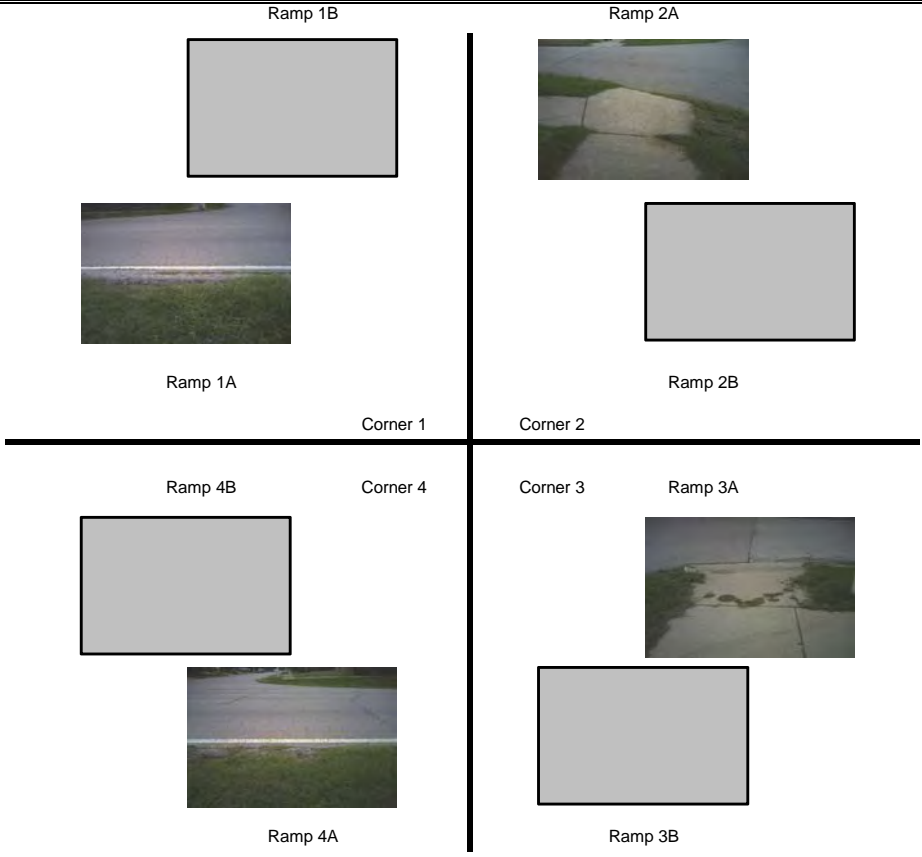 Ramp 1B Ramp 2A
Ramp 1A Ramp 2B
Corner 1 Corner 2
Ramp 4B Corner 4 Corner 3 Ramp 3A
Ramp 4A Ramp 3B